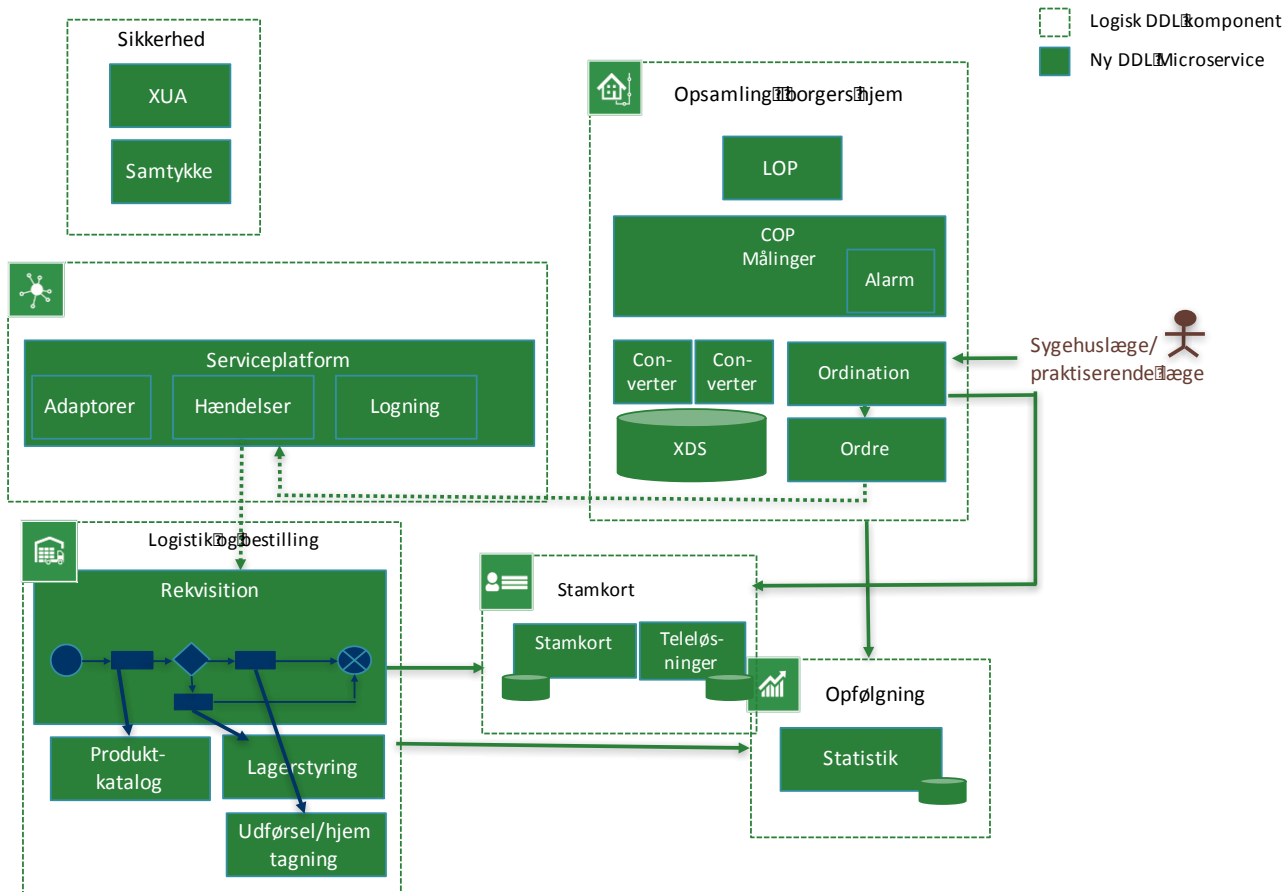 Logisk DDL komponent
Ny DDL Microservice
Sikkerhed
XUA
Samtykke
Opsamling i borgers hjem
LOP
COP
Målinger
Alarm
Con-
verter
Con-
verter
Ordination
XDS
Ordre
Sygehuslæge/
praktiserende læge
Serviceplatform
Adaptorer
Hændelser
Logning
Logistik og bestilling
Rekvisition
Produkt-
katalog
Lagerstyring
Udførsel/hjem
tagning
Stamkort
Stamkort
Teleløs-
ninger
Opfølgning
Statistik